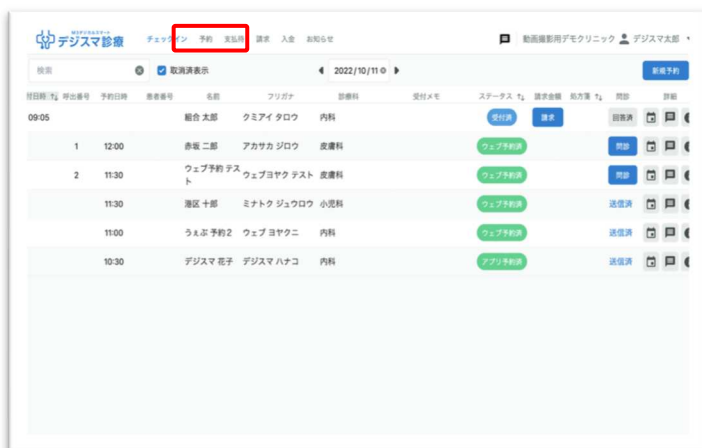 M3デジカルスマート
デジスマ診療 チェックイン 予約 支払待 請求 入金 お知らせ 動画撮影用デモクリニック デジスマ太郎
検索 取消済表示 2022/10/11 新規予約
付日時 呼出番号 予約日時 患者番号 名前 フリガナ 診療科 受付メモ ステータス 請求金額 処方箋 問診 詳細
09:05 組合 太郎 クミアイ タロウ 内科 受付済 請求 回答済
1 12:00 赤坂 二郎 アカサカ ジロウ 皮膚科 ウェブ予約済 問診
2 11:30 ウェブ予約 テスト ウェブヨヤク テスト 皮膚科 ウェブ予約済 問診
11:30 港区 十郎 ミナトク ジュウロウ 小児科 ウェブ予約済 送信済
11:00 うぇぶ 予約2 ウェブ ヨヤクニ 内科 ウェブ予約済 送信済
10:30 デジスマ 花子 デジスマ ハナコ 内科 アプリ予約済 送信済